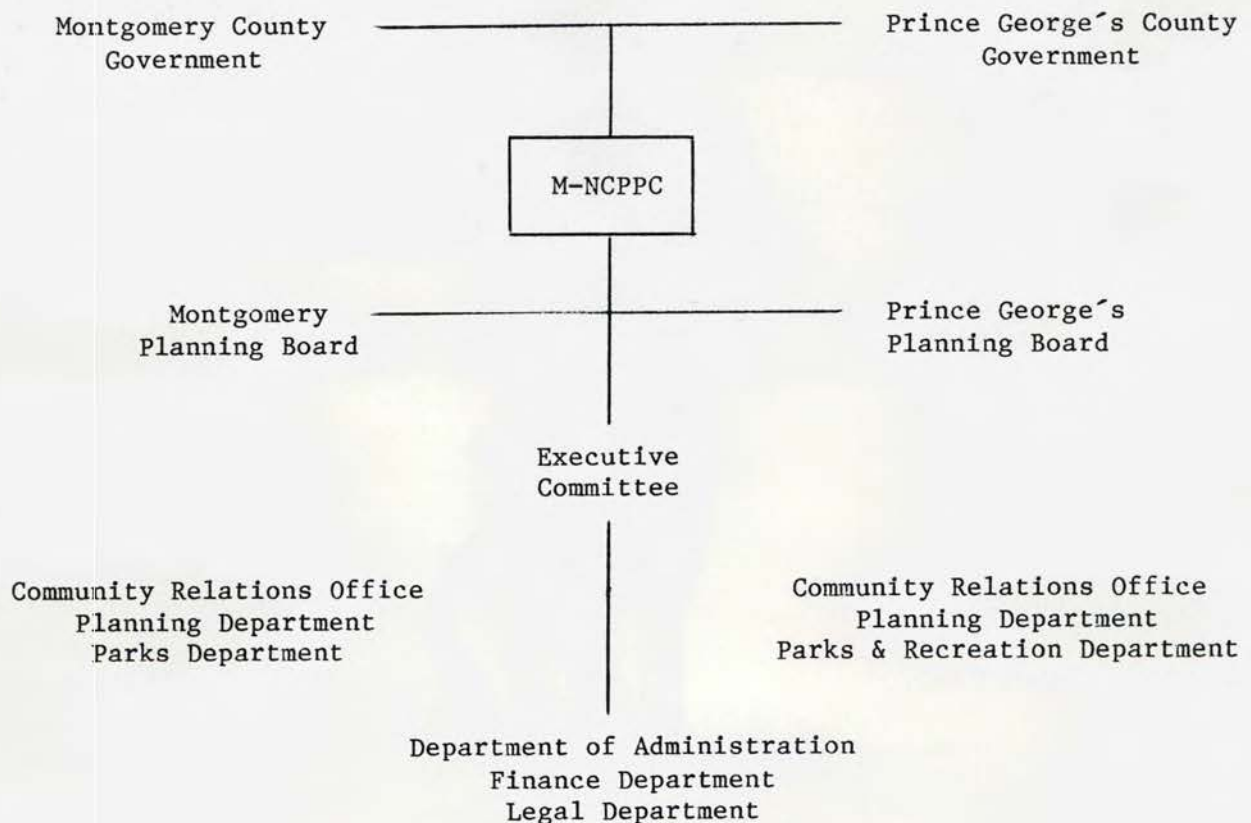 Montgomery County
Government
Prince George´s County
Government
M-NCPPC
Montgomery
Planning Board
Prince George´s
Planning Board
Executive
Committee
Community Relations Office
Planning Department
Parks Department
Community Relations Office
Planning Department
Parks & Recreation Department
Department of Administration
Finance Department
Legal Department